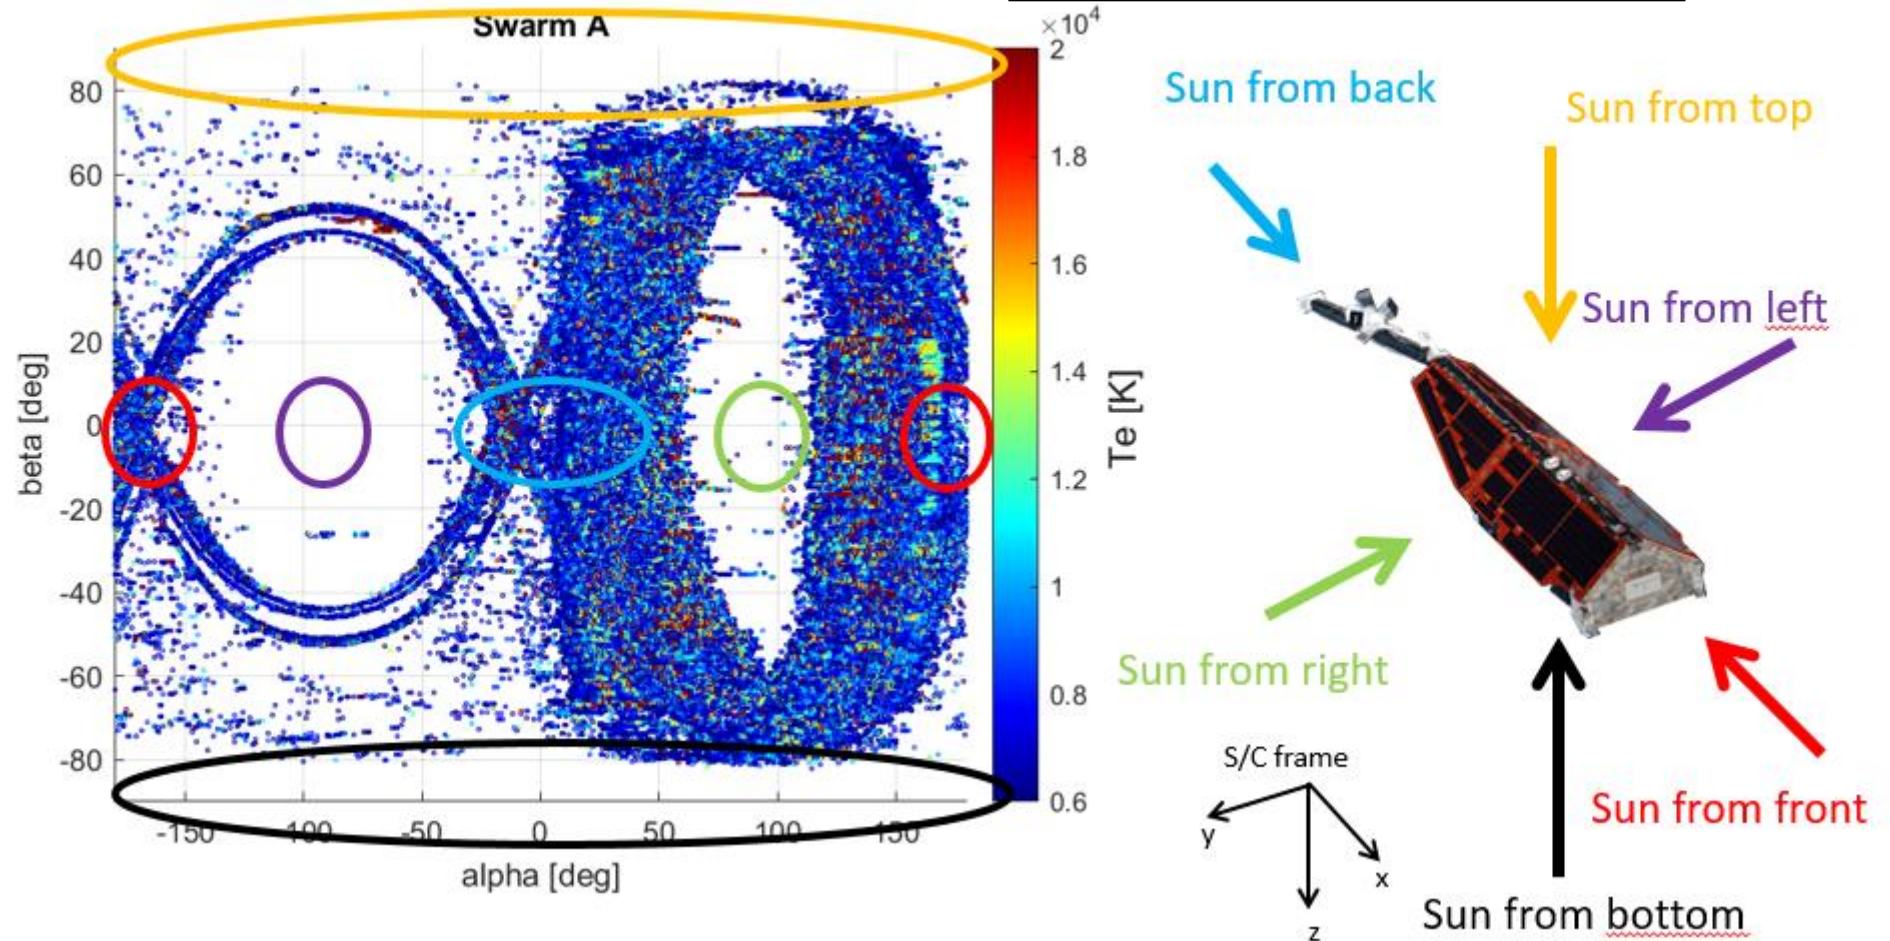 Swarm A
×10⁴
2
1.8
1.6
1.4
1.2
1
0.8
0.6
Te [K]
80
60
40
20
0
-20
-40
-60
-80
beta [deg]
-150 -100 -50 0 50 100 150
alpha [deg]
Sun from back
Sun from top
Sun from left
Sun from right
Sun from front
Sun from bottom
S/C frame
y
x
z